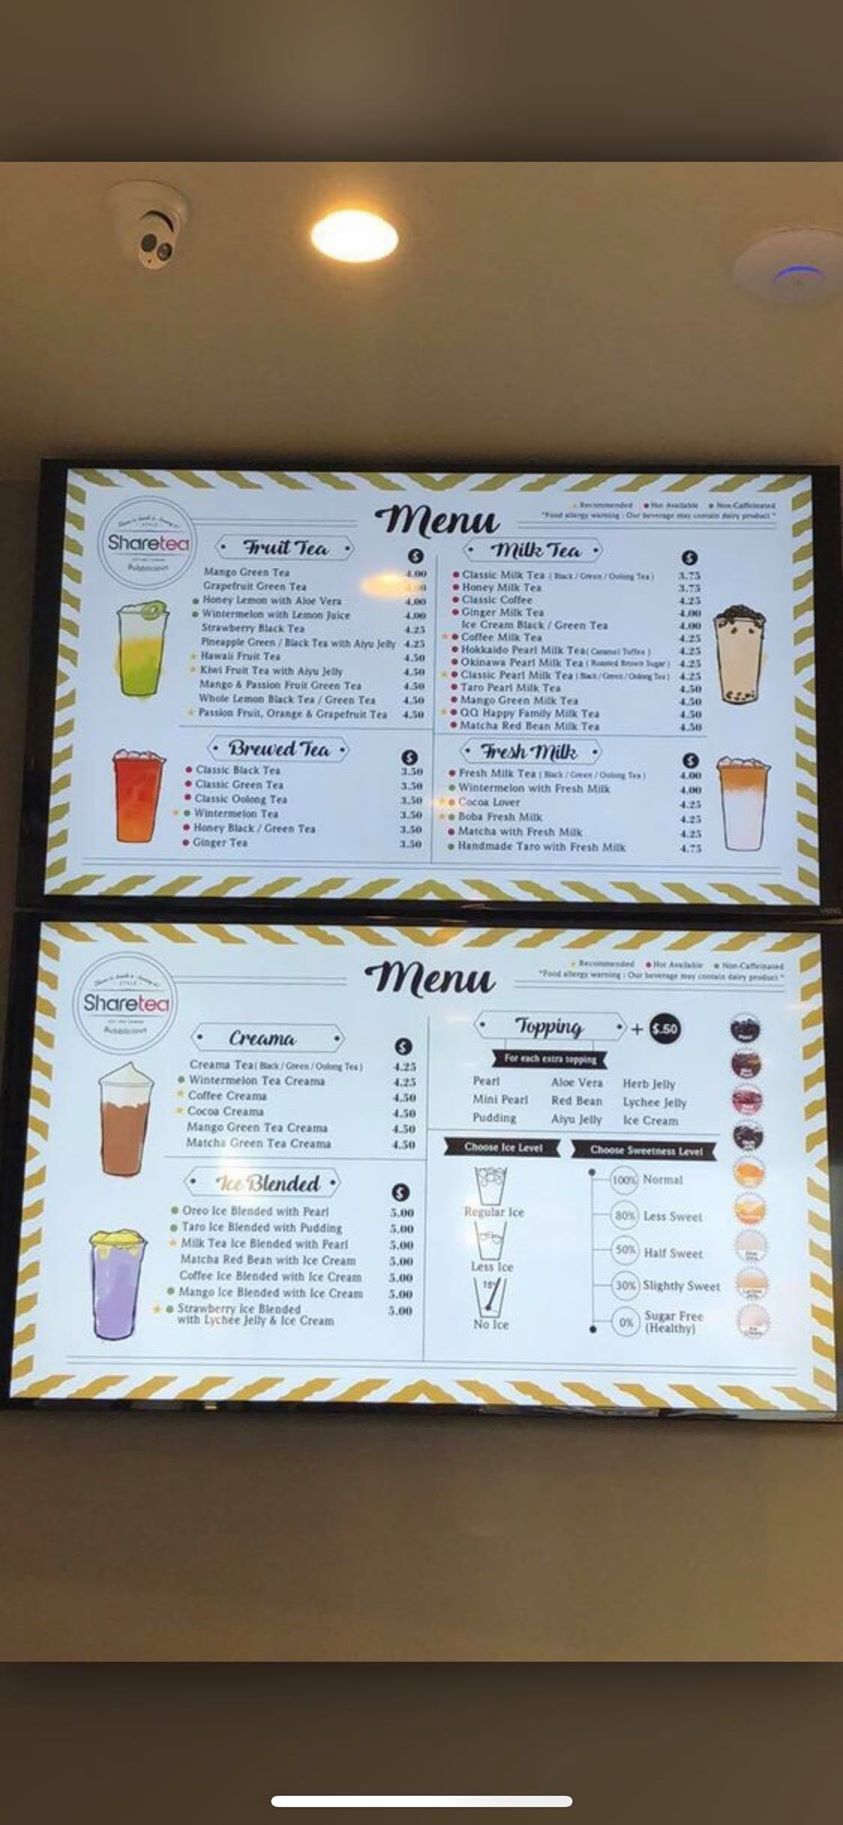 Menu
Recommended Hot Available Non-Caffeinated
"Food allergy warning : Our beverage may contain dairy product "
Sharetea
Fruit Tea
$
Mango Green Tea 4.00
Grapefruit Green Tea
Honey Lemon with Aloe Vera 4.00
Wintermelon with Lemon Juice 4.00
Strawberry Black Tea 4.25
Pineapple Green / Black Tea with Aiyu Jelly 4.25
Hawaii Fruit Tea 4.50
Kiwi Fruit Tea with Aiyu Jelly 4.50
Mango & Passion Fruit Green Tea 4.50
Whole Lemon Black Tea / Green Tea 4.50
Passion Fruit, Orange & Grapefruit Tea 4.50
Milk Tea
$
Classic Milk Tea ( Black / Green / Oolong Tea ) 3.75
Honey Milk Tea 3.75
Classic Coffee 4.25
Ginger Milk Tea 4.00
Ice Cream Black / Green Tea 4.00
Coffee Milk Tea 4.25
Hokkaido Pearl Milk Tea ( Caramel Toffee ) 4.25
Okinawa Pearl Milk Tea ( Roasted Brown Sugar ) 4.25
Classic Pearl Milk Tea ( Black / Green / Oolong Tea ) 4.25
Taro Pearl Milk Tea 4.50
Mango Green Milk Tea 4.50
QQ Happy Family Milk Tea 4.50
Matcha Red Bean Milk Tea 4.50
Brewed Tea
$
Classic Black Tea 3.50
Classic Green Tea 3.50
Classic Oolong Tea 3.50
Wintermelon Tea 3.50
Honey Black / Green Tea 3.50
Ginger Tea 3.50
Fresh Milk
$
Fresh Milk Tea ( Black / Green / Oolong Tea ) 4.00
Wintermelon with Fresh Milk 4.00
Cocoa Lover 4.25
Boba Fresh Milk 4.25
Matcha with Fresh Milk 4.25
Handmade Taro with Fresh Milk 4.75
Menu
Recommended Hot Available Non-Caffeinated
"Food allergy warning : Our beverage may contain dairy product "
Sharetea
Creama
$
Creama Tea ( Black / Green / Oolong Tea ) 4.25
Wintermelon Tea Creama 4.25
Coffee Creama 4.50
Cocoa Creama 4.50
Mango Green Tea Creama 4.50
Matcha Green Tea Creama 4.50
Ice Blended
$
Oreo Ice Blended with Pearl 5.00
Taro Ice Blended with Pudding 5.00
Milk Tea Ice Blended with Pearl 5.00
Matcha Red Bean with Ice Cream 5.00
Coffee Ice Blended with Ice Cream 5.00
Mango Ice Blended with Ice Cream 5.00
Strawberry Ice Blended 5.00
with Lychee Jelly & Ice Cream
Topping + $.50
For each extra topping
Pearl Aloe Vera Herb Jelly
Mini Pearl Red Bean Lychee Jelly
Pudding Aiyu Jelly Ice Cream
Choose Ice Level
Regular Ice
Less Ice
No Ice
Choose Sweetness Level
100% Normal
80% Less Sweet
50% Half Sweet
30% Slightly Sweet
0% Sugar Free
(Healthy)